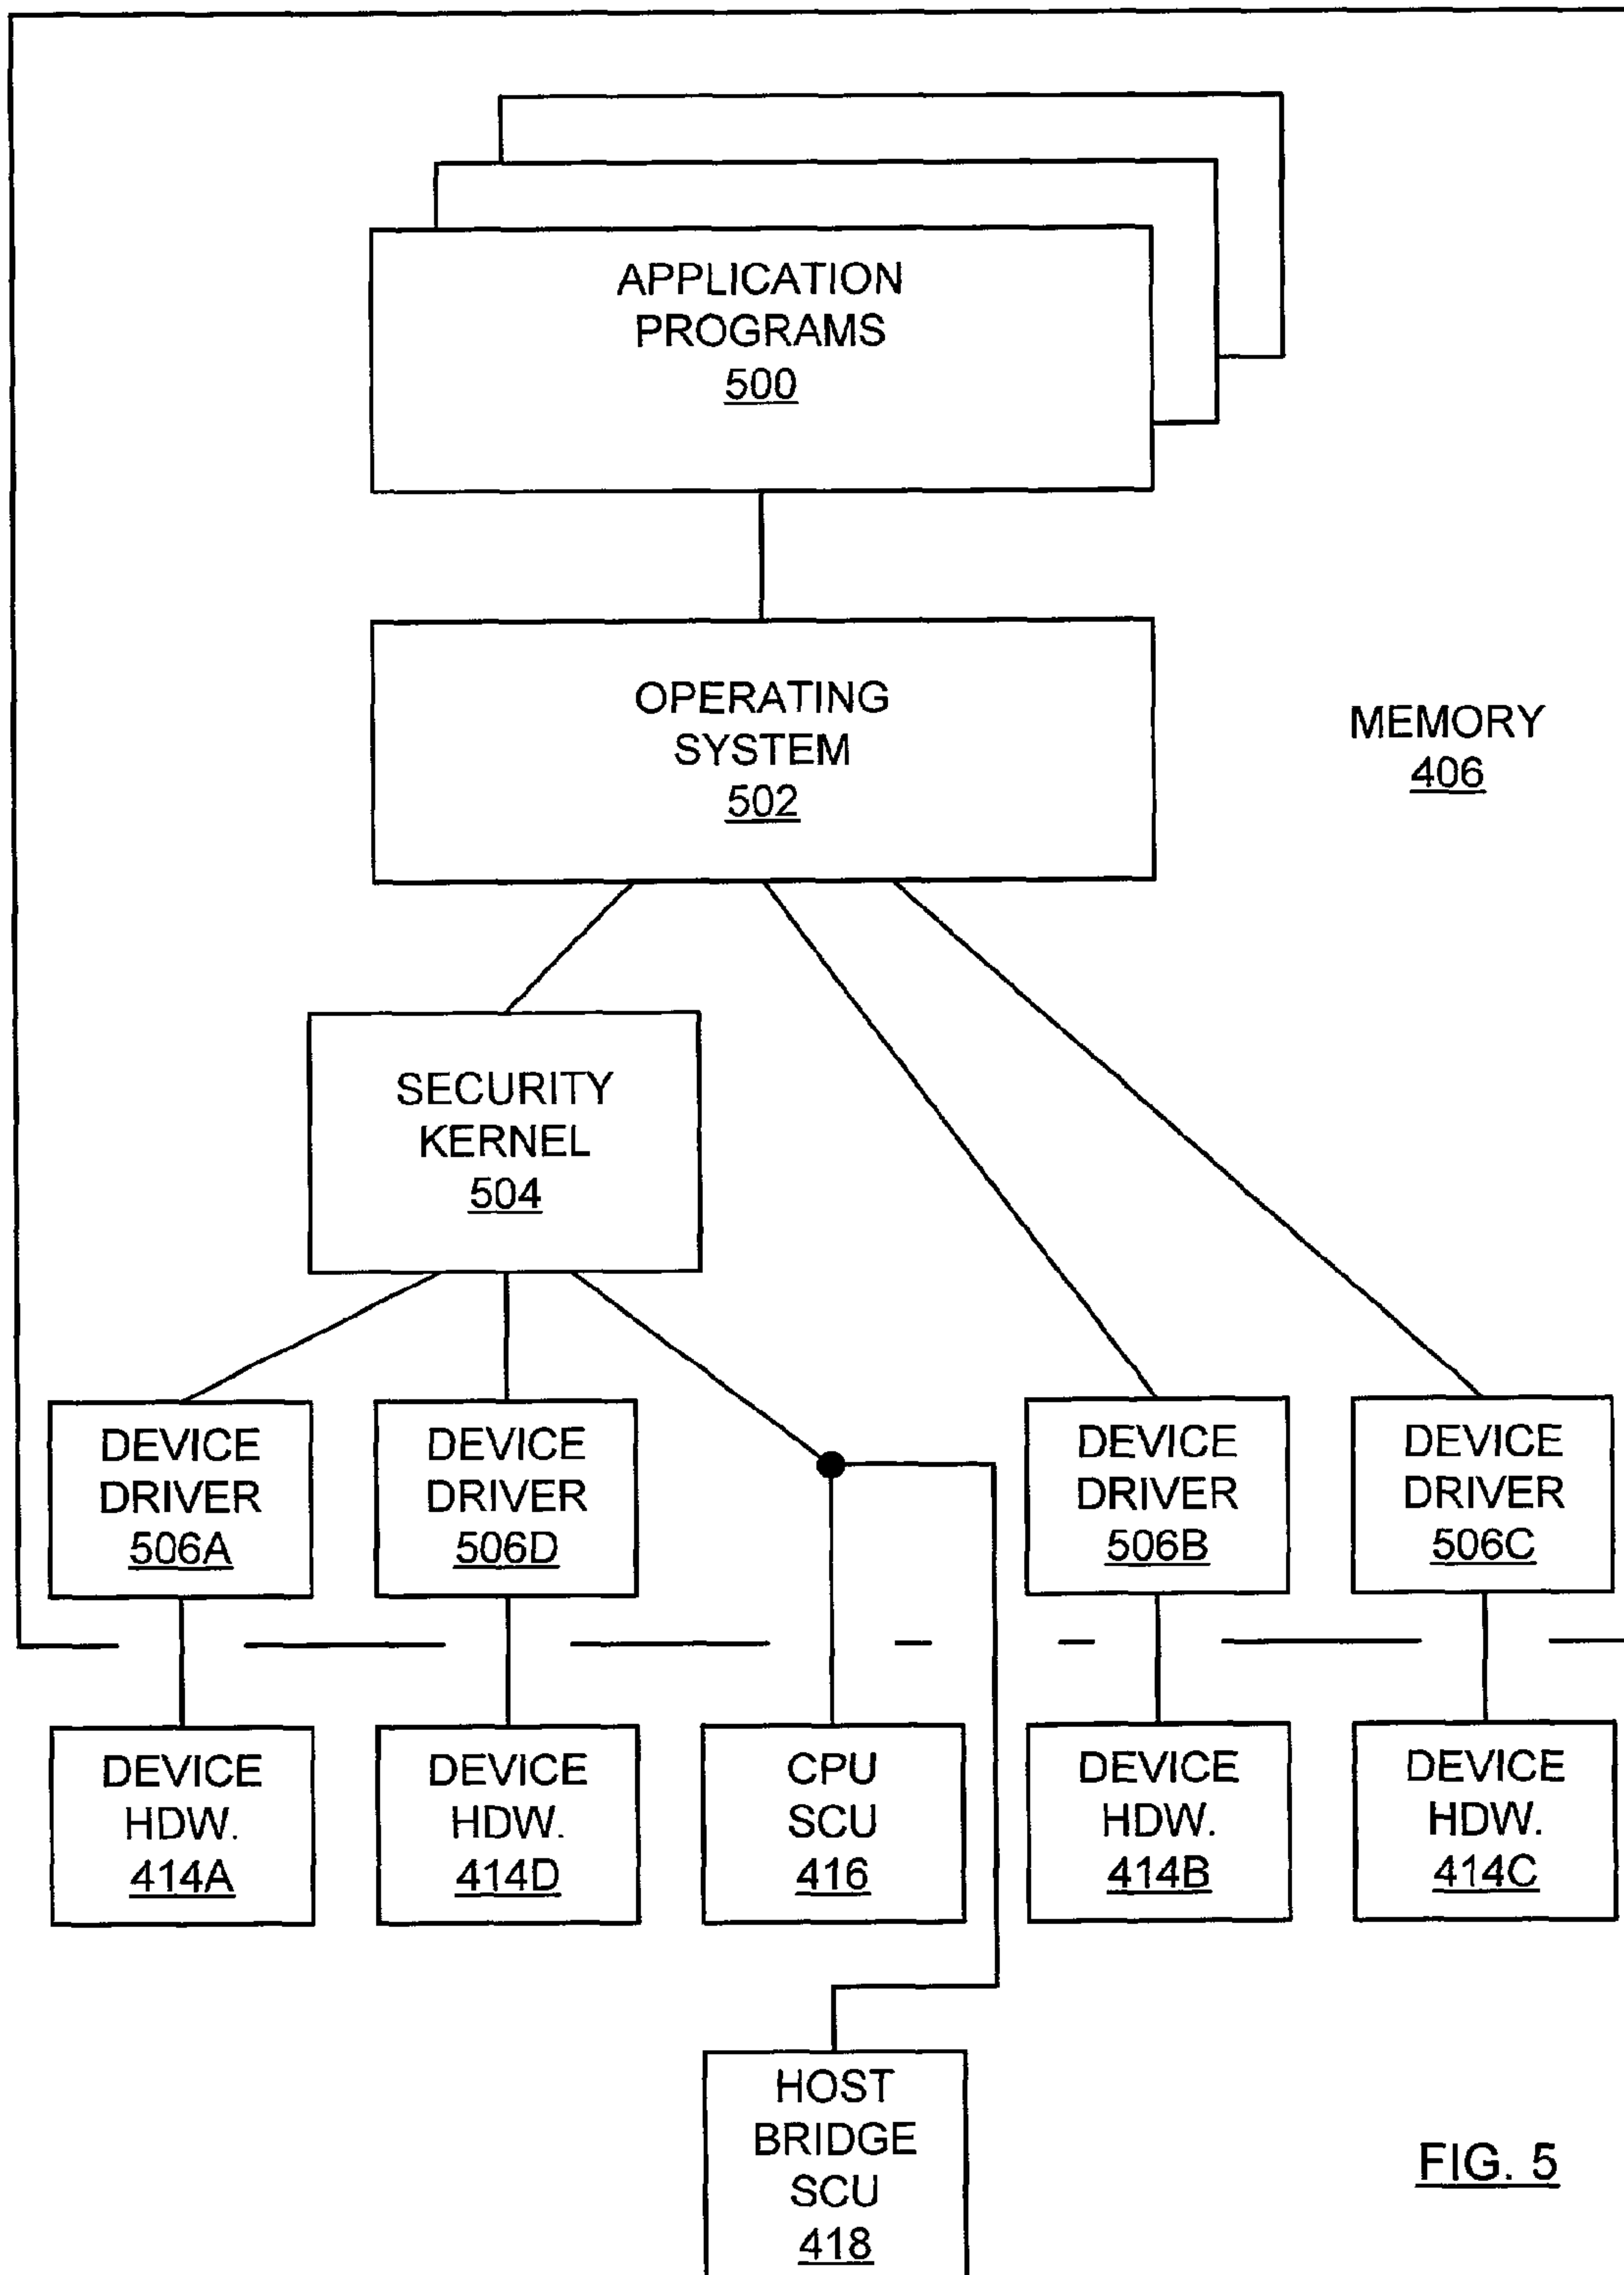 APPLICATION
PROGRAMS
500
OPERATING
SYSTEM
502
MEMORY
406
SECURITY
KERNEL
504
DEVICE
DRIVER
506A
DEVICE
DRIVER
506D
DEVICE
DRIVER
506B
DEVICE
DRIVER
506C
DEVICE
HDW.
414A
DEVICE
HDW.
414D
CPU
SCU
416
DEVICE
HDW.
414B
DEVICE
HDW.
414C
HOST
BRIDGE
SCU
418
FIG. 5